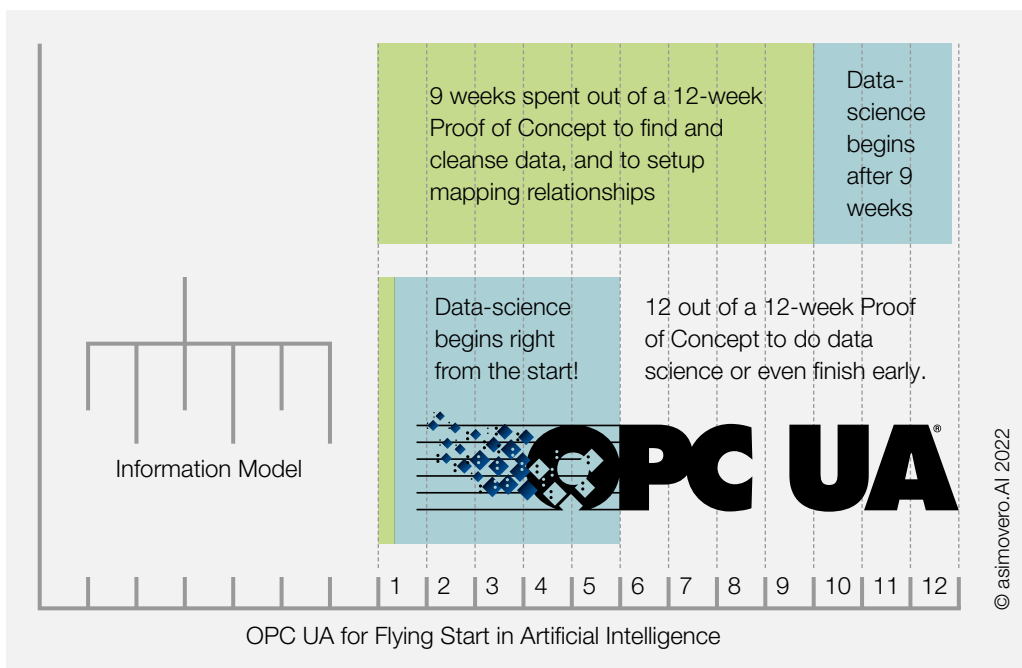 9 weeks spent out of a 12-week
Proof of Concept to find and
cleanse data, and to setup
mapping relationships
Data-
science
begins
after 9
weeks
Data-science
begins right
from the start!
12 out of a 12-week Proof
of Concept to do data
science or even finish early.
OPC UA®
Information Model
1 2 3 4 5 6 7 8 9 10 11 12
OPC UA for Flying Start in Artificial Intelligence
© asimovero.AI 2022